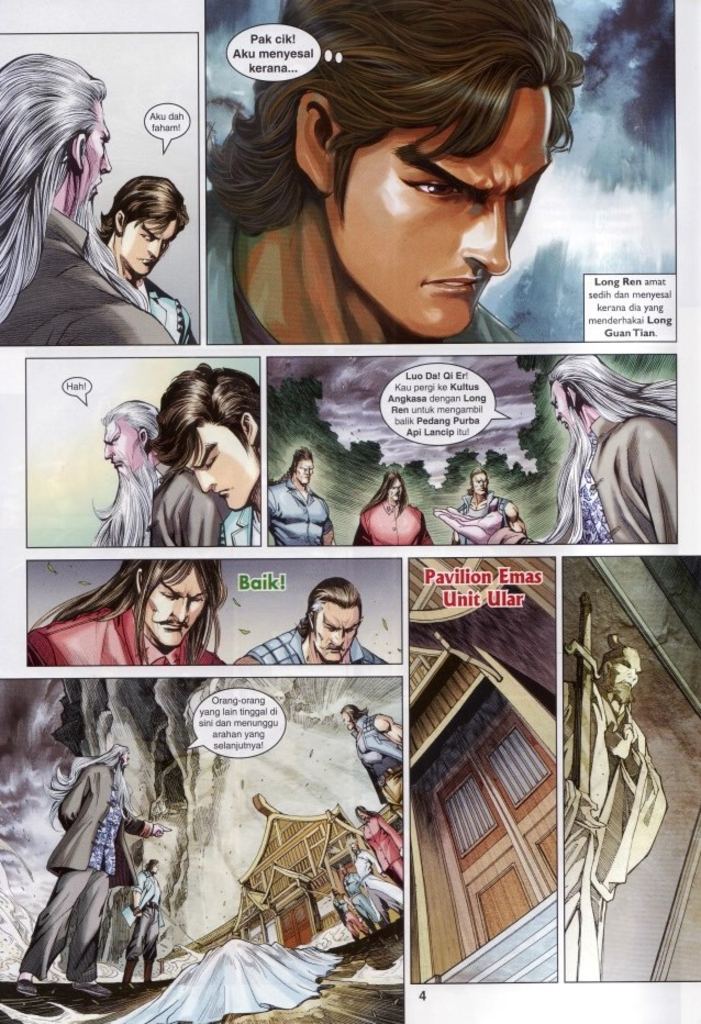 Aku dah
faham!
Pak cik!
Aku menyesal
kerana...
Long Ren amat
sedih dan menyesal
kerana dia yang
menderhakai Long
Guan Tian.
Hah!
Luo Da! Qi Er!
Kau pergi ke Kultus
Angkasa dengan Long
Ren untuk mengambil
balik Pedang Purba
Api Lancip itu!
Baik!
Pavilion Emas
Unit Ular
Orang-orang
yang lain tinggal di
sini dan menunggu
arahan yang
selanjutnya!
4